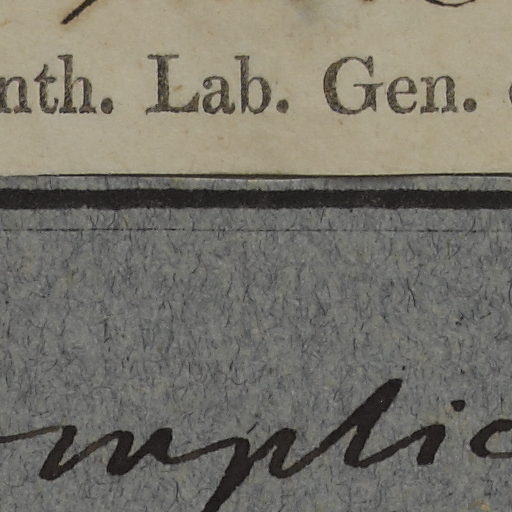 nth. Lab. Gen.
mplic